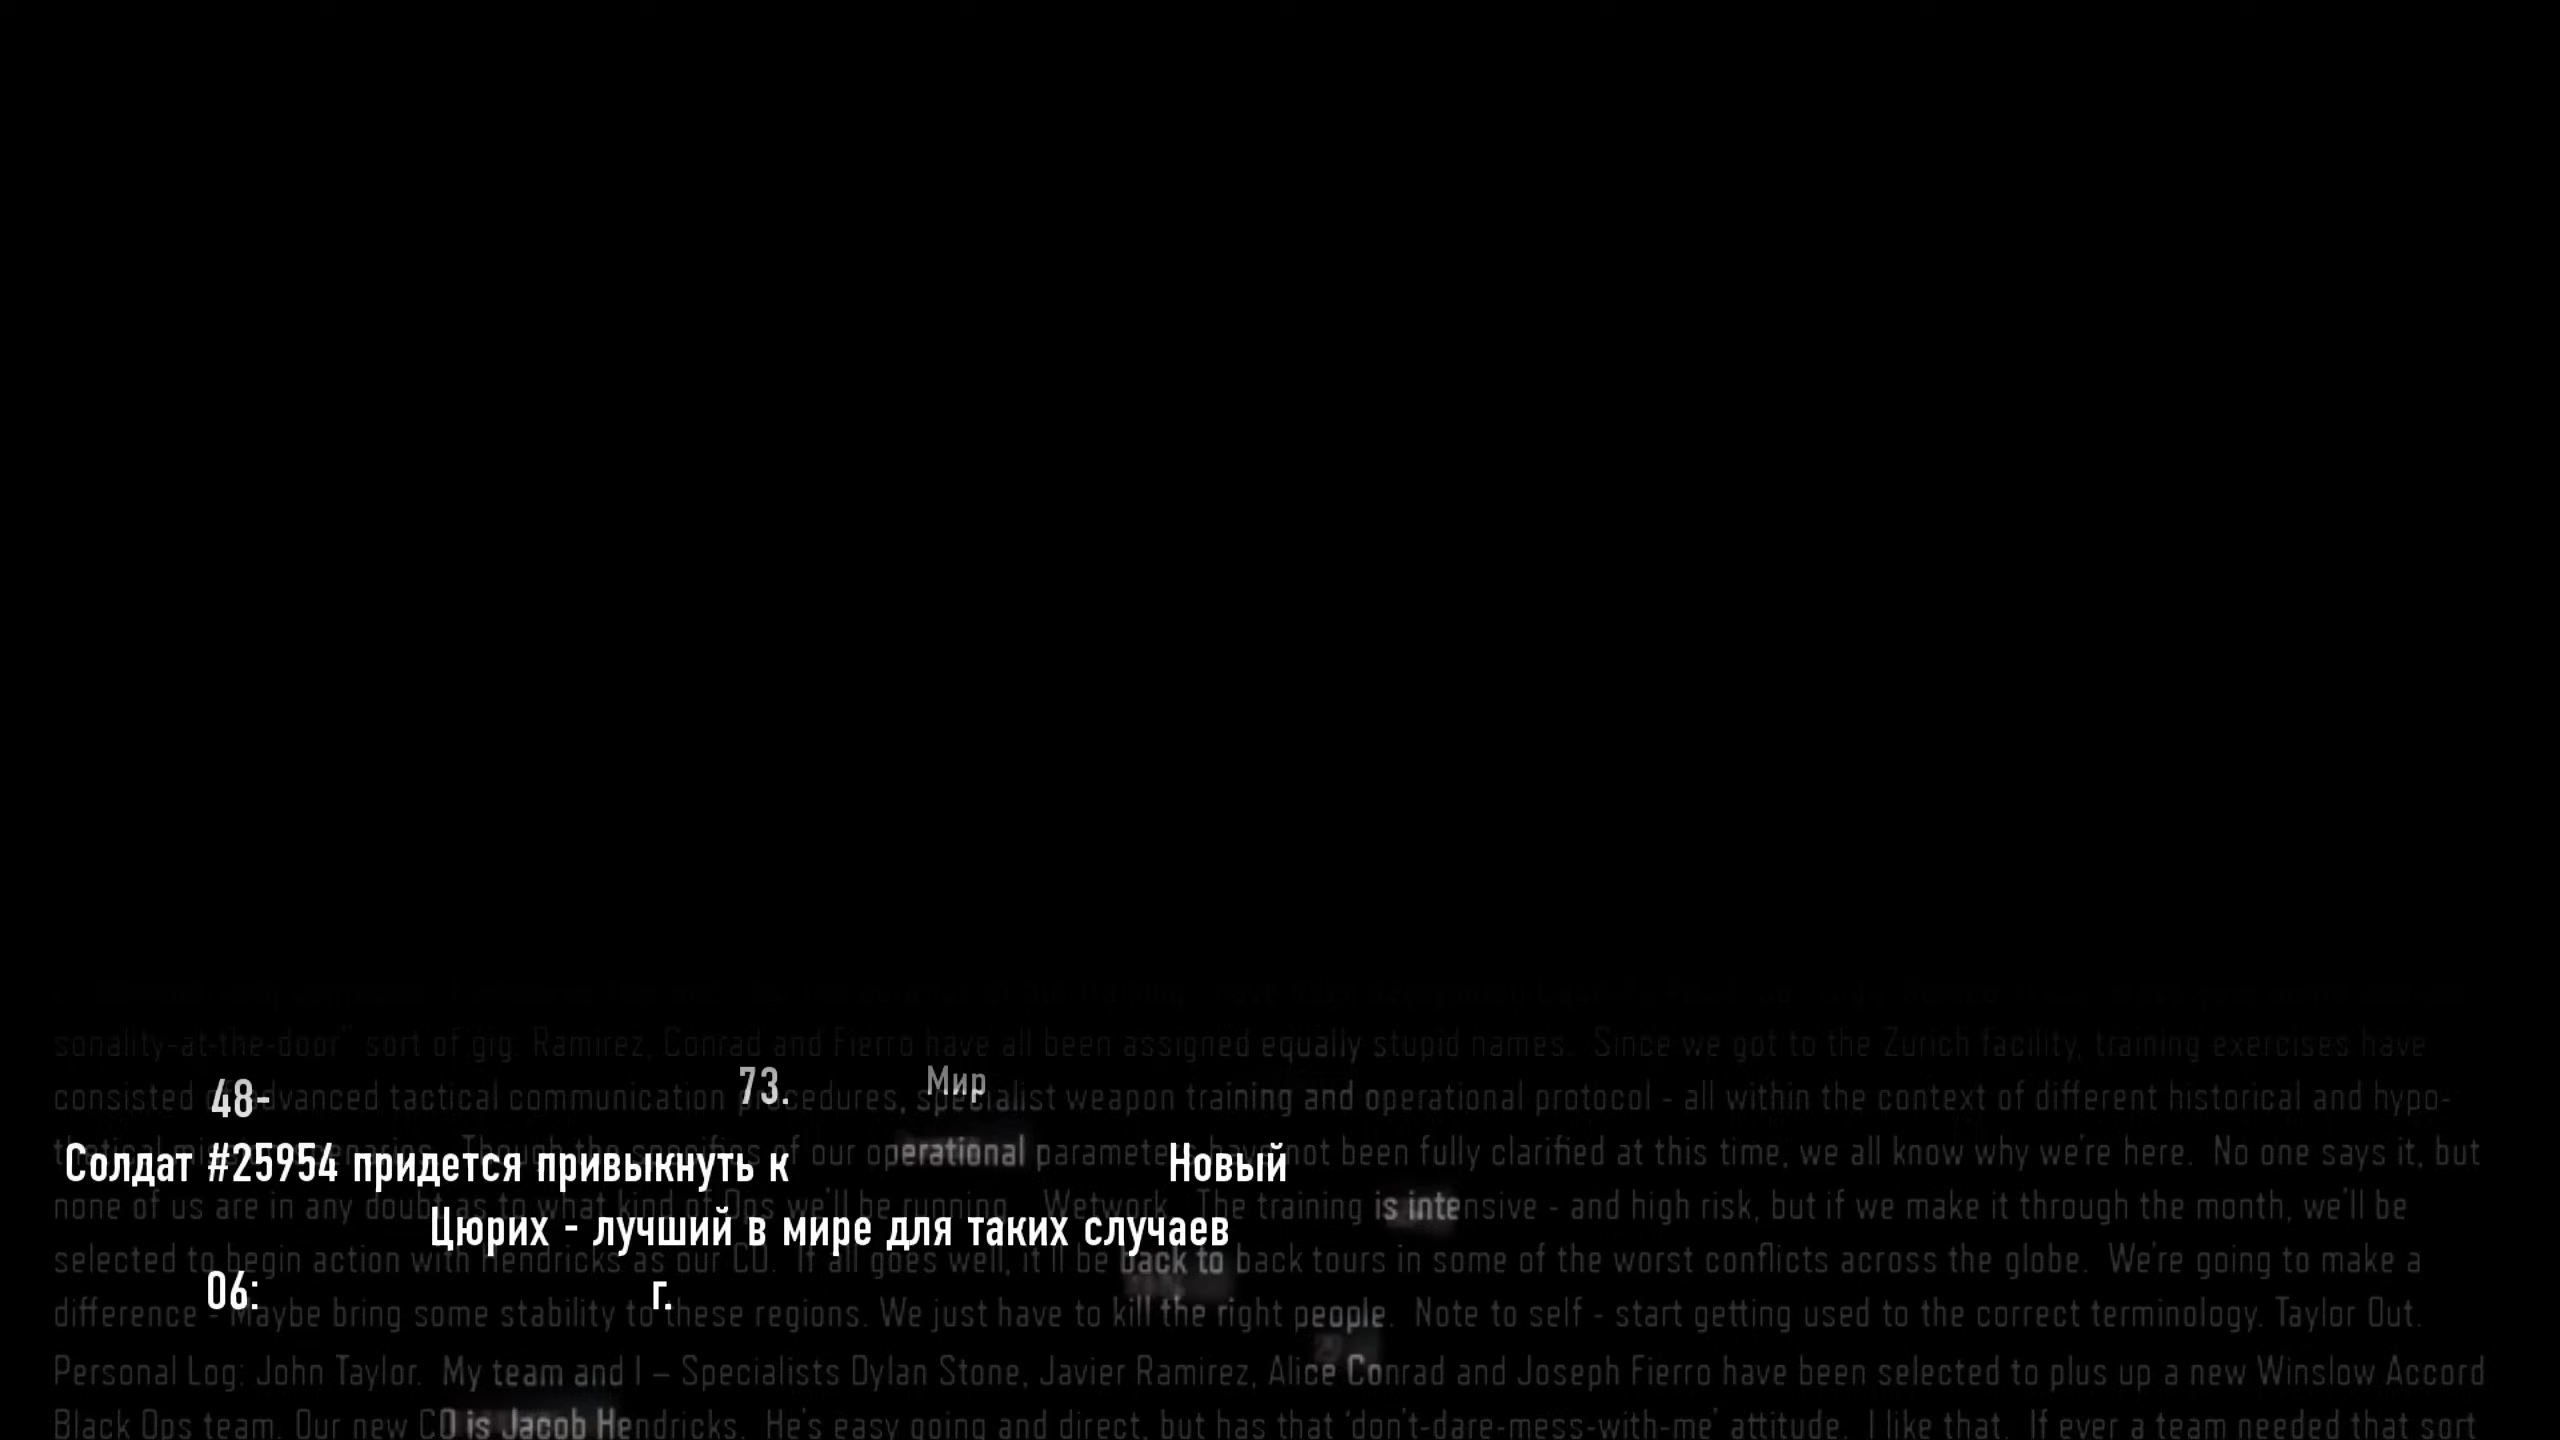 sonality-at-the-door" sort of gig. Ramirez, Conrad and Fierro have all been assigned equally stupid names. Since we got to the Zurich facility, training exercises have
48- 73. Мир
consisted advanced tactical communication procedures, specialist weapon training and operational protocol - all within the context of different historical and hypo-
Солдат #25954 придется привыкнуть к Новый
of our operational parameters have not been fully clarified at this time, we all know why we're here. No one says it, but
none of us are in any doubt as to what kind of Ops we'll be running. Wetwork. The training is intensive - and high risk, but if we make it through the month, we'll be
Цюрих - лучший в мире для таких случаев
selected to begin action with Hendricks as our CO. If all goes well, it'll be back to back tours in some of the worst conflicts across the globe. We're going to make a
06: г.
difference - Maybe bring some stability to these regions. We just have to kill the right people. Note to self - start getting used to the correct terminology. Taylor Out.
Personal Log: John Taylor. My team and I – Specialists Dylan Stone, Javier Ramirez, Alice Conrad and Joseph Fierro have been selected to plus up a new Winslow Accord
Black Ops team. Our new CO is Jacob Hendricks. He's easy going and direct, but has that 'don't-dare-mess-with-me' attitude. I like that. If ever a team needed that sort